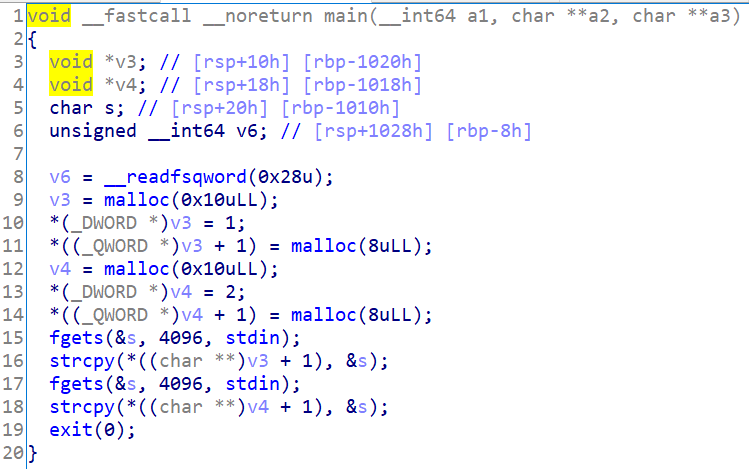 1 void __fastcall __noreturn main(__int64 a1, char **a2, char **a3)
2 {
3 void *v3; // [rsp+10h] [rbp-1020h]
4 void *v4; // [rsp+18h] [rbp-1018h]
5 char s; // [rsp+20h] [rbp-1010h]
6 unsigned __int64 v6; // [rsp+1028h] [rbp-8h]
7
8 v6 = __readfsqword(0x28u);
9 v3 = malloc(0x10uLL);
10 *(_DWORD *)v3 = 1;
11 *((_QWORD *)v3 + 1) = malloc(8uLL);
12 v4 = malloc(0x10uLL);
13 *(_DWORD *)v4 = 2;
14 *((_QWORD *)v4 + 1) = malloc(8uLL);
15 fgets(&s, 4096, stdin);
16 strcpy(*((char **)v3 + 1), &s);
17 fgets(&s, 4096, stdin);
18 strcpy(*((char **)v4 + 1), &s);
19 exit(0);
20 }